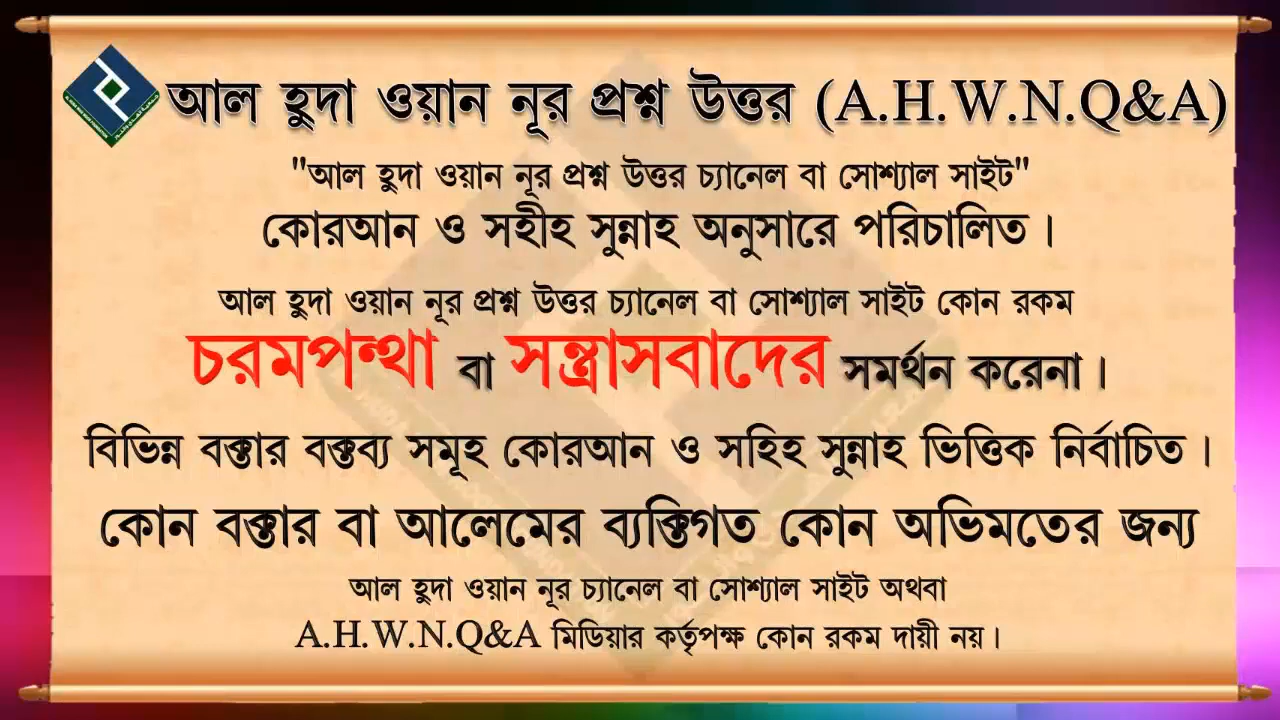 আল হুদা ওয়ান নূর প্রশ্ন উত্তর (A.H.W.N.Q&A)
"আল হুদা ওয়ান নূর প্রশ্ন উত্তর চ্যানেল বা সোশ্যাল সাইট"
কোরআন ও সহীহ সুন্নাহ অনুসারে পরিচালিত।
আল হুদা ওয়ান নূর প্রশ্ন উত্তর চ্যানেল বা সোশ্যাল সাইট কোন রকম
চরমপন্থা বা সন্ত্রাসবাদের সমর্থন করেনা।
বিভিন্ন বক্তার বক্তব্য সমূহ কোরআন ও সহিহ সুন্নাহ ভিত্তিক নির্বাচিত।
কোন বক্তার বা আলেমের ব্যক্তিগত কোন অভিমতের জন্য
আল হুদা ওয়ান নূর চ্যানেল বা সোশ্যাল সাইট অথবা
A.H.W.N.Q&A মিডিয়ার কর্তৃপক্ষ কোন রকম দায়ী নয়।